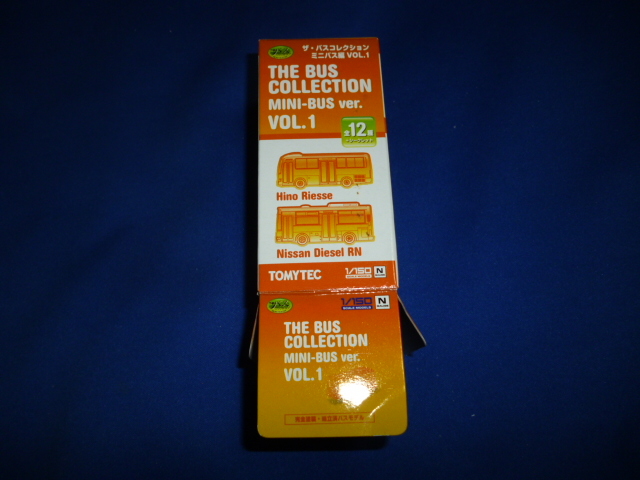 ザ・バスコレクション
ミニバス編 VOL.1
THE BUS
COLLECTION
MINI-BUS ver.
VOL.1
全12種
Hino Riesse
Nissan Diesel RN
TOMYTEC
1/150
N
1/150
N
THE BUS
COLLECTION
MINI-BUS ver.
VOL.1